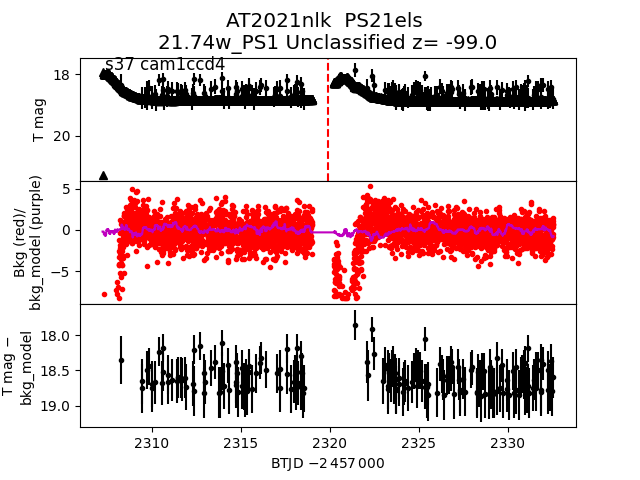 AT2021nlk PS21els
21.74w_PS1 Unclassified z= -99.0
s37 cam1ccd4
18
20
T mag
5
0
−5
Bkg (red)/
bkg_model (purple)
18.0
18.5
19.0
T mag −
bkg_model
2310
2315
2320
2325
2330
BTJD −2 457 000